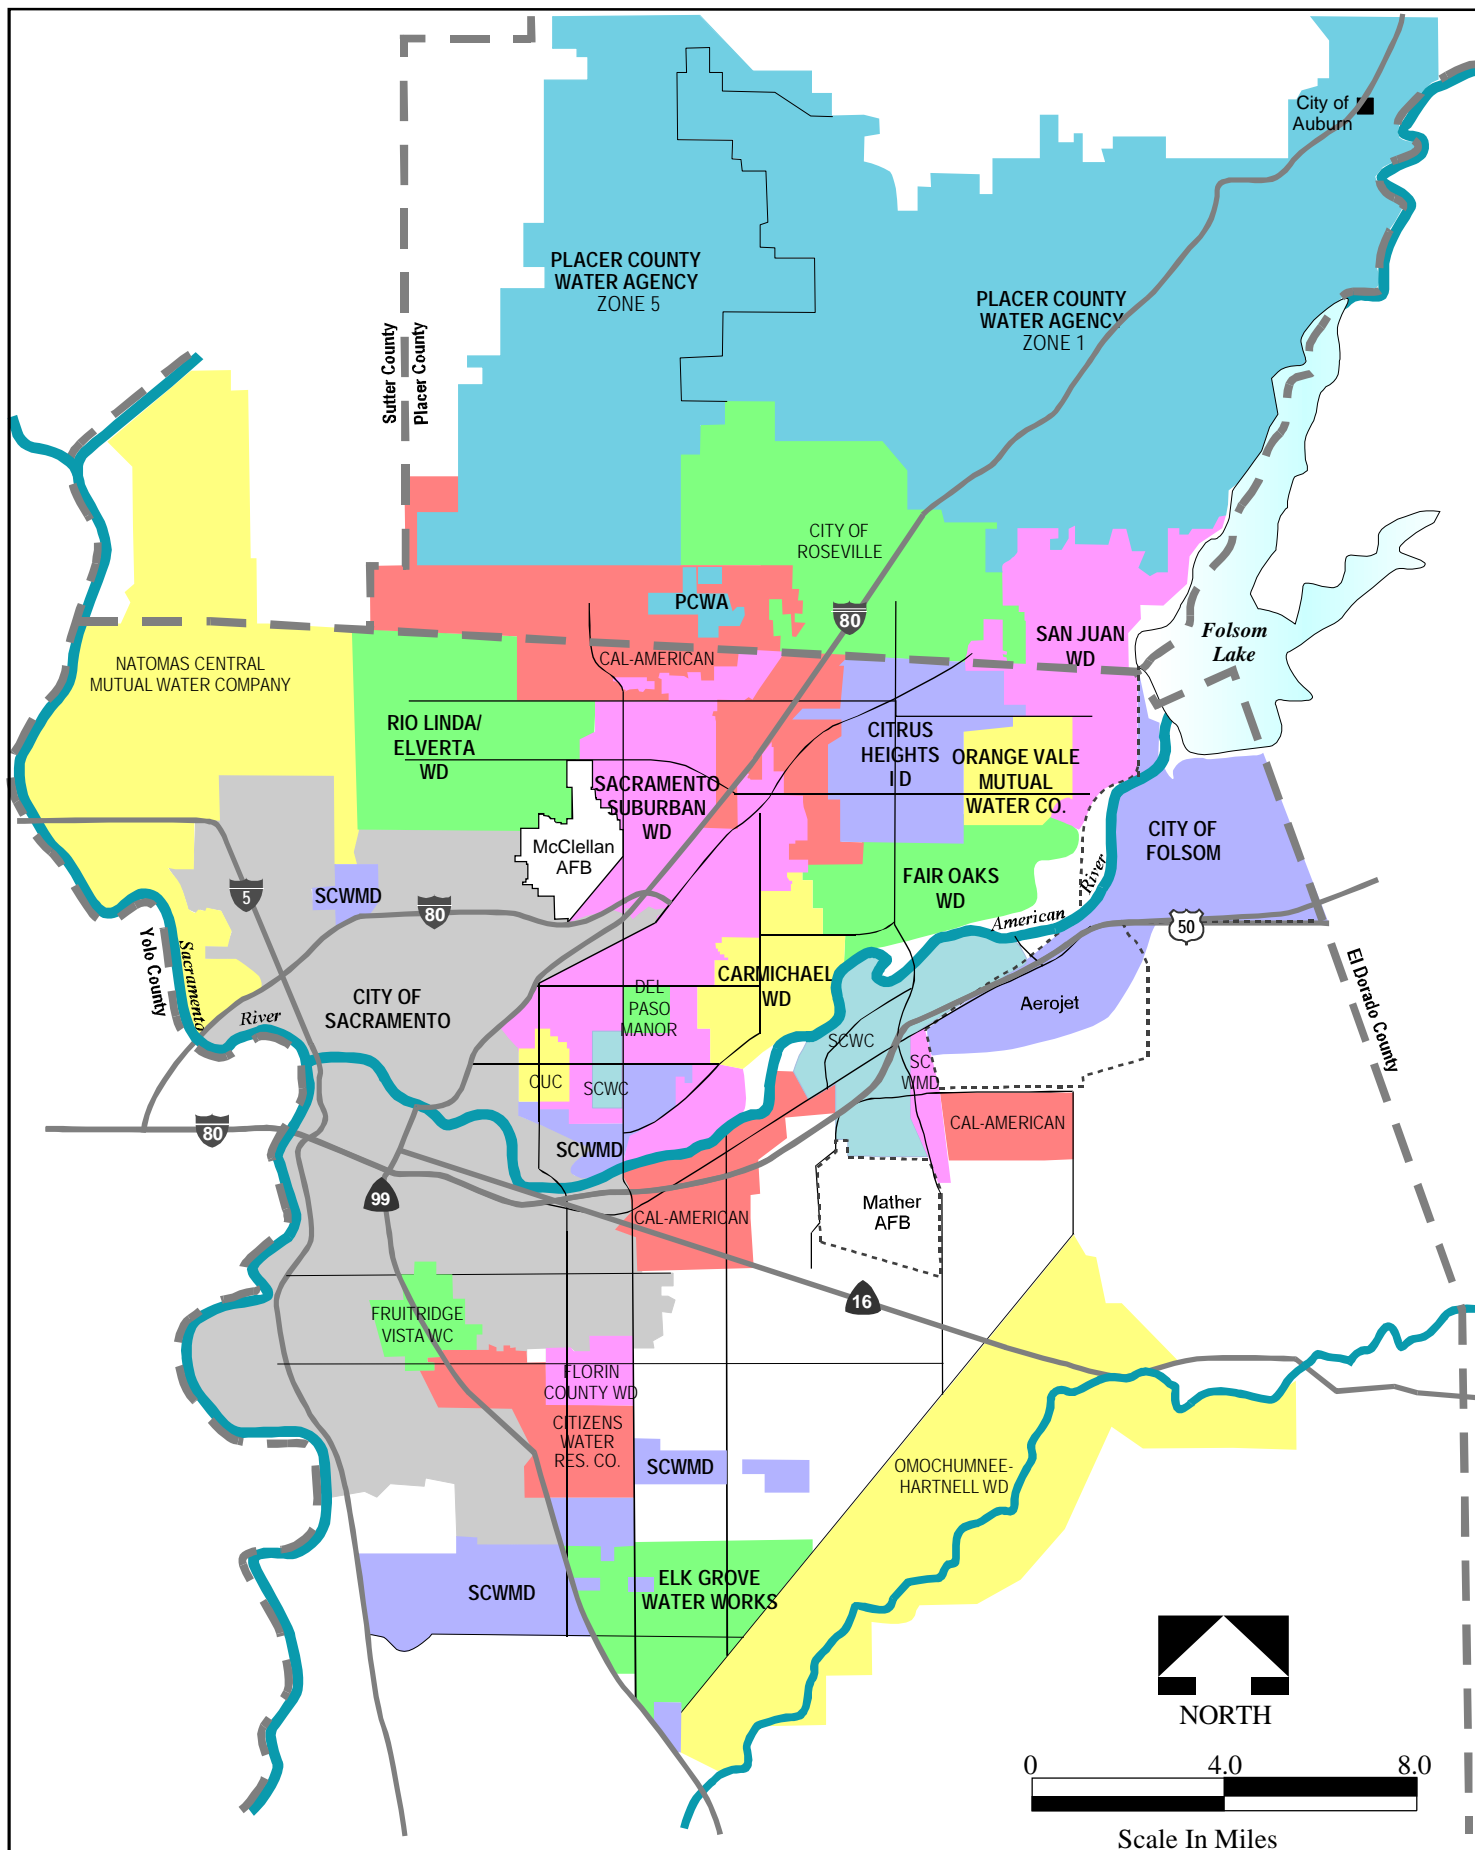 City of
Auburn
PLACER COUNTY
WATER AGENCY
ZONE 5
PLACER COUNTY
WATER AGENCY
ZONE 1
Sutter County
Placer County
CITY OF
ROSEVILLE
PCWA
80
SAN JUAN
WD
Folsom
Lake
NATOMAS CENTRAL
MUTUAL WATER COMPANY
CAL-AMERICAN
RIO LINDA/
ELVERTA
WD
CITRUS
HEIGHTS
I D
ORANGE VALE
MUTUAL
WATER CO.
SACRAMENTO
SUBURBAN
WD
McClellan
AFB
CITY OF
FOLSOM
FAIR OAKS
WD
River
American
5
SCWMD
80
50
Yolo County
Sacramento
River
CITY OF
SACRAMENTO
DEL
PASO
MANOR
CARMICHAEL
WD
Aerojet
El Dorado County
SCWC
SC
WMD
CUC
SCWC
80
SCWMD
CAL-AMERICAN
99
CAL-AMERICAN
Mather
AFB
16
FRUITRIDGE
VISTA WC
FLORIN
COUNTY WD
CITIZENS
WATER
RES. CO.
SCWMD
OMOCHUMNEE-
HARTNELL WD
SCWMD
ELK GROVE
WATER WORKS
NORTH
0 4.0 8.0
Scale In Miles